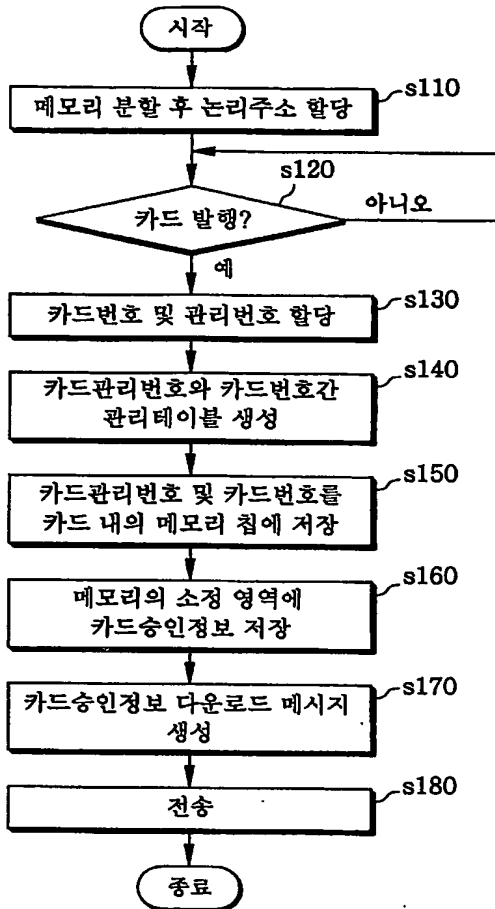 시작
메모리 분할 후 논리주소 할당
s110
s120
카드 발행?
아니오
예
카드번호 및 관리번호 할당
s130
s140
카드관리번호와 카드번호간
관리테이블 생성
s150
카드관리번호 및 카드번호를
카드 내의 메모리 칩에 저장
s160
메모리의 소정 영역에
카드승인정보 저장
s170
카드승인정보 다운로드 메시지
생성
s180
전송
종료